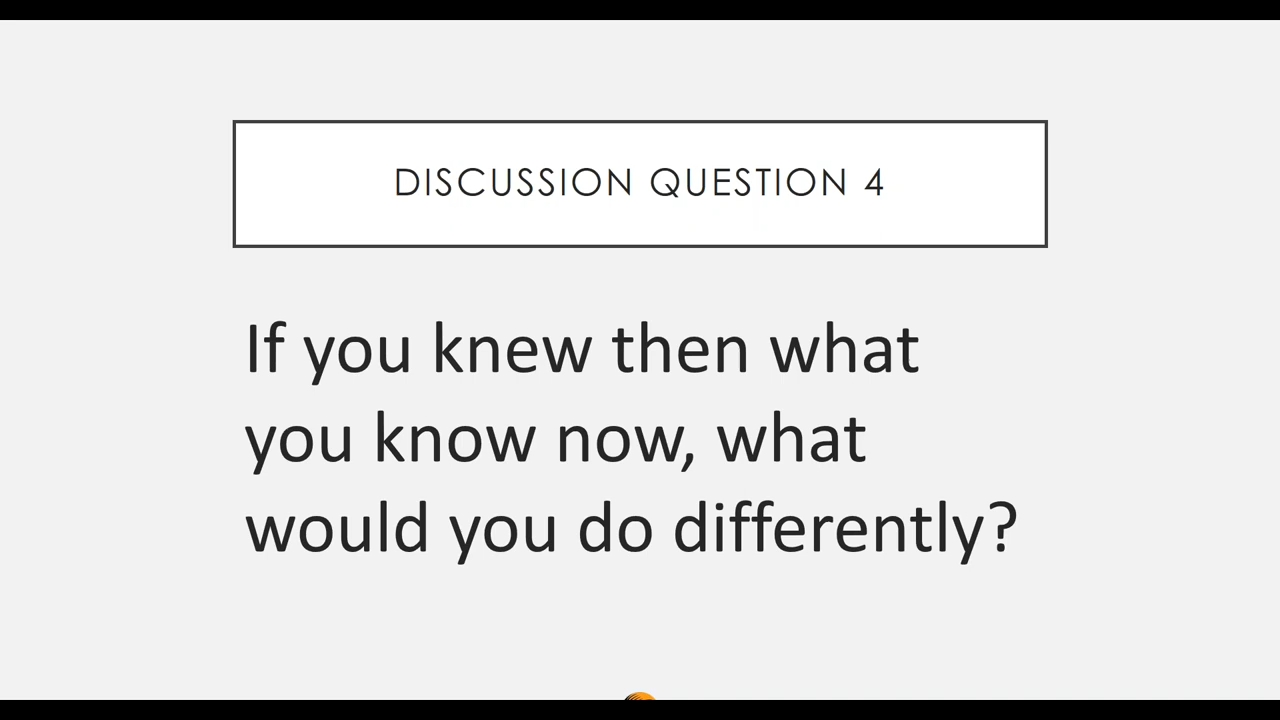 DISCUSSION QUESTION 4
If you knew then what
you know now, what
would you do differently?